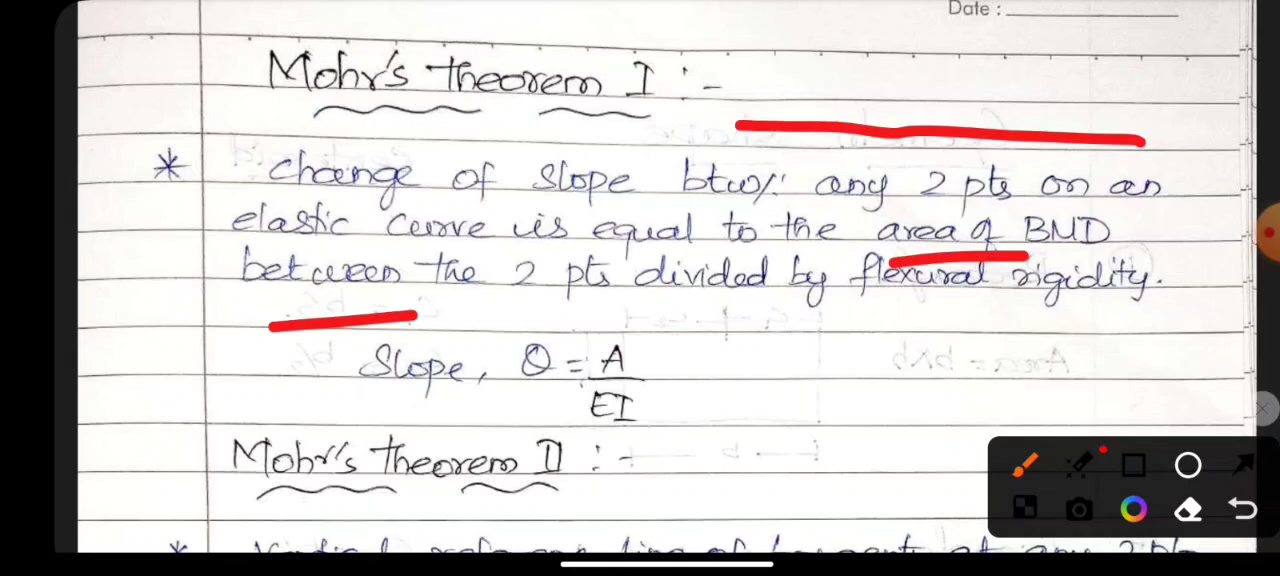 Date :
Mohr's theorem I :-
* Change of slope btw/: any 2 pts on an
elastic curve is equal to the area of BMD
between the 2 pts divided by flexural rigidity.
Slope, θ = A
EI
Mohr's theorem II :-